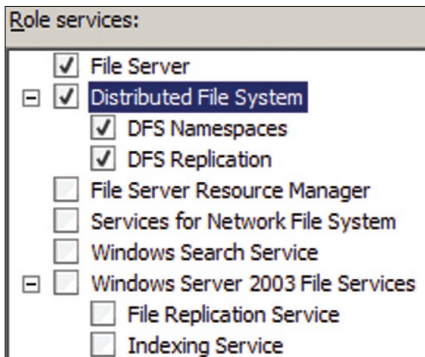 Role services:
File Server
Distributed File System
DFS Namespaces
DFS Replication
File Server Resource Manager
Services for Network File System
Windows Search Service
Windows Server 2003 File Services
File Replication Service
Indexing Service